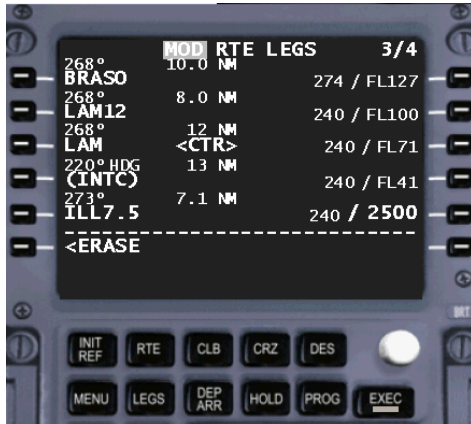 MOD RTE LEGS 3/4
268° 10.0 NM
BRASO 274 / FL127
268° 8.0 NM
LAM12 240 / FL100
268° 12 NM
LAM <CTR> 240 / FL71
220° HDG 13 NM
(INTC) 240 / FL41
273° 7.1 NM
ILL7.5 240 / 2500
<ERASE
BRT
INIT REF RTE CLB CRZ DES
MENU LEGS DEP ARR HOLD PROG EXEC